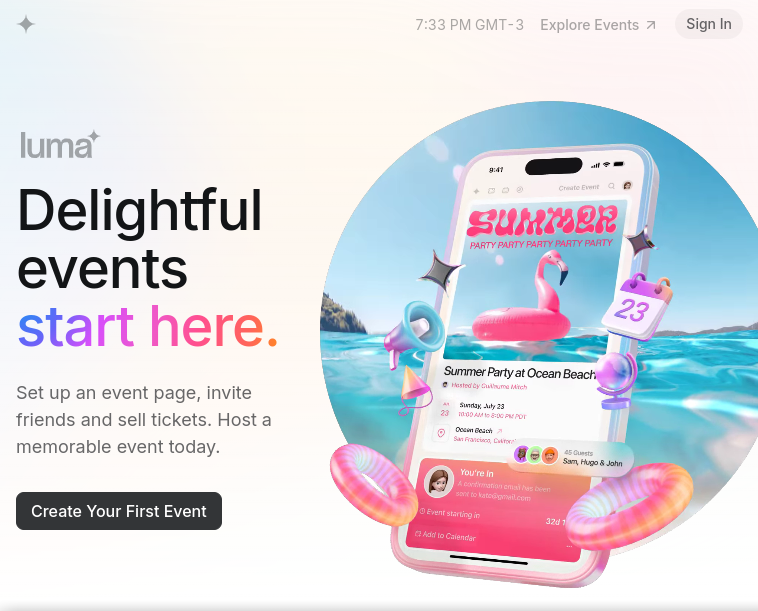 7:33 PM GMT-3
Explore Events
Sign In
luma
Delightful
events
start here.
Set up an event page, invite
friends and sell tickets. Host a
memorable event today.
Create Your First Event
9:41
Create Event
SUMMER
PARTY PARTY PARTY PARTY PARTY
23
Summer Party at Ocean Beach
Hosted by Guillaume Mitch
23
Sunday, July 23
10:00 AM to 8:00 PM PDT
Ocean Beach
San Francisco, Californ
45 Guests
Sam, Hugo & John
You're In
A confirmation email has been
sent to kate@gmail.com
Event starting in
32d
Add to Calendar